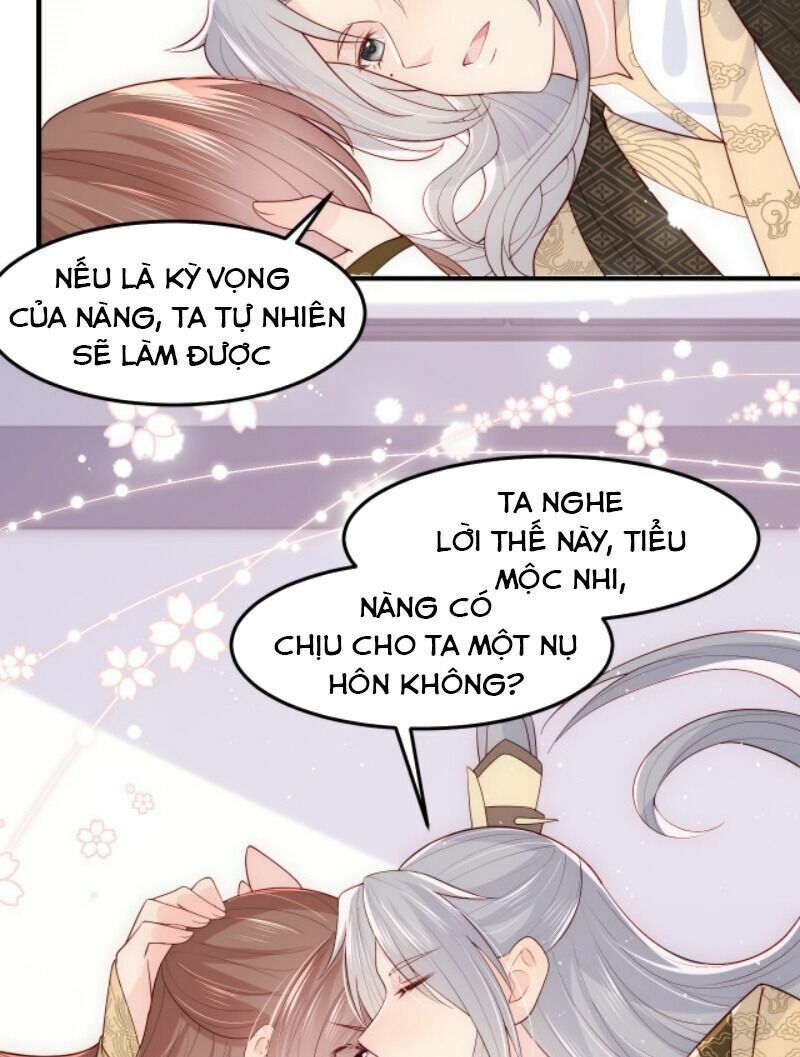 NẾU LÀ KỲ VỌNG
CỦA NÀNG, TA TỰ NHIÊN
SẼ LÀM ĐƯỢC
TA NGHE
LỜI THẾ NÀY, TIỂU
MỘC NHI,
NÀNG CÓ
CHỊU CHO TA MỘT NỤ
HÔN KHÔNG?